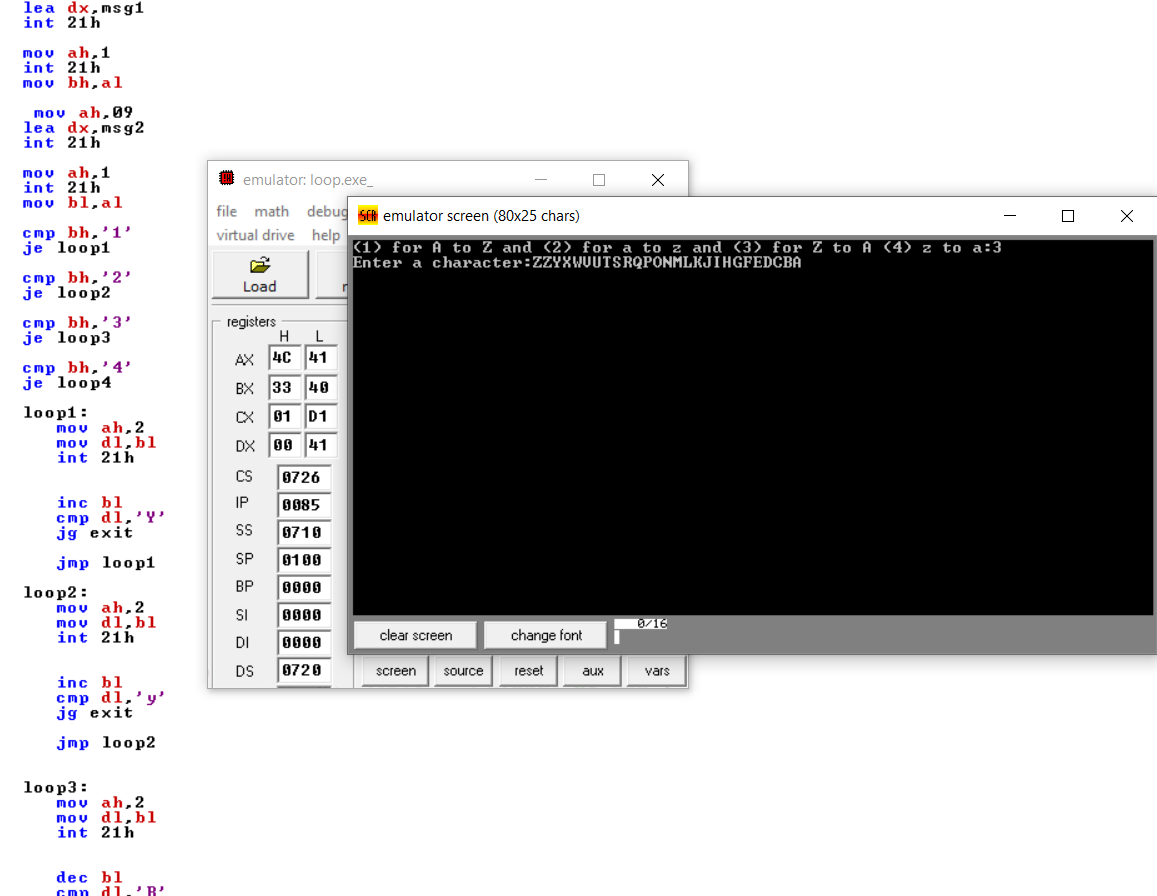 lea dx,msg1
int 21h
mov ah,1
int 21h
mov bh,al
mov ah,09
lea dx,msg2
int 21h
mov ah,1
int 21h
mov bl,al
cmp bh,'1'
je loop1
cmp bh,'2'
je loop2
cmp bh,'3'
je loop3
cmp bh,'4'
je loop4
loop1:
mov ah,2
mov dl,bl
int 21h
inc bl
cmp dl,'Y'
jg exit
jmp loop1
loop2:
mov ah,2
mov dl,bl
int 21h
inc bl
cmp dl,'y'
jg exit
jmp loop2
loop3:
mov ah,2
mov dl,bl
int 21h
dec bl
cmp dl,'B'
emulator: loop.exe_
file math debug
virtual drive help
Load
registers
H L
AX 4C 41
BX 33 40
CX 01 D1
DX 00 41
CS 0726
IP 0085
SS 0710
SP 0100
BP 0000
SI 0000
DI 0000
DS 0720
screen source reset aux vars
SCR emulator screen (80x25 chars)
(1) for A to Z and (2) for a to z and (3) for Z to A (4) z to a:3
Enter a character:ZZYXWVUTSRQPONMLKJIHGFEDCBA
clear screen change font 0/16